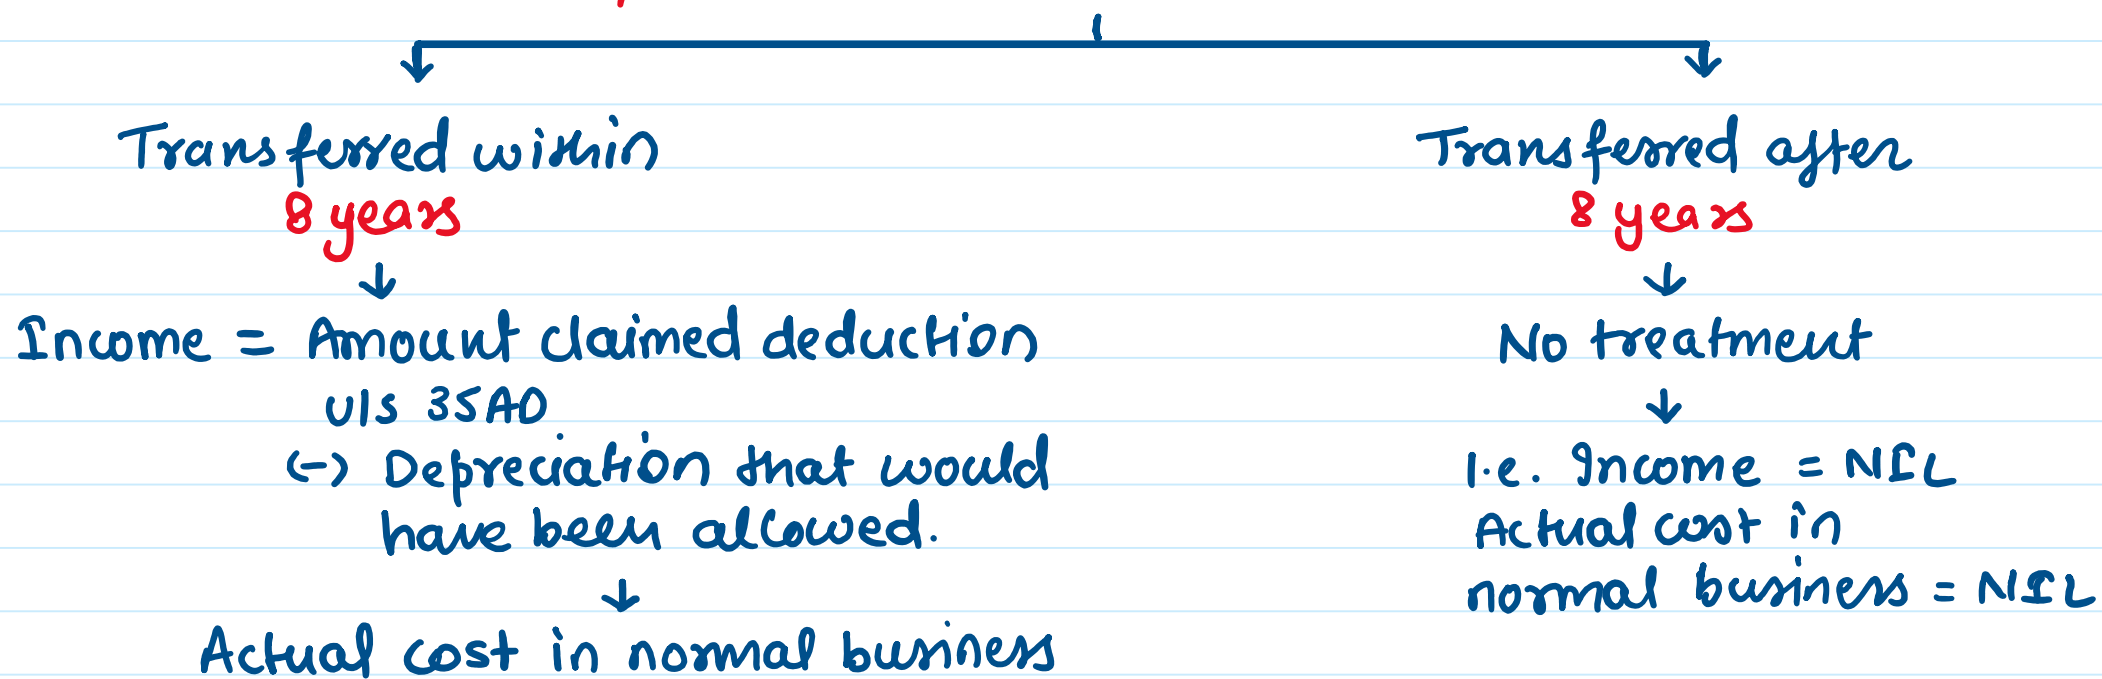 Transferred within
8 years
Income = Amount claimed deduction
u/s 35AD
(-) Depreciation that would
have been allowed.
Actual cost in normal business
Transferred after
8 years
No treatment
I.e. Income = NIL
Actual cost in
normal business = NIL